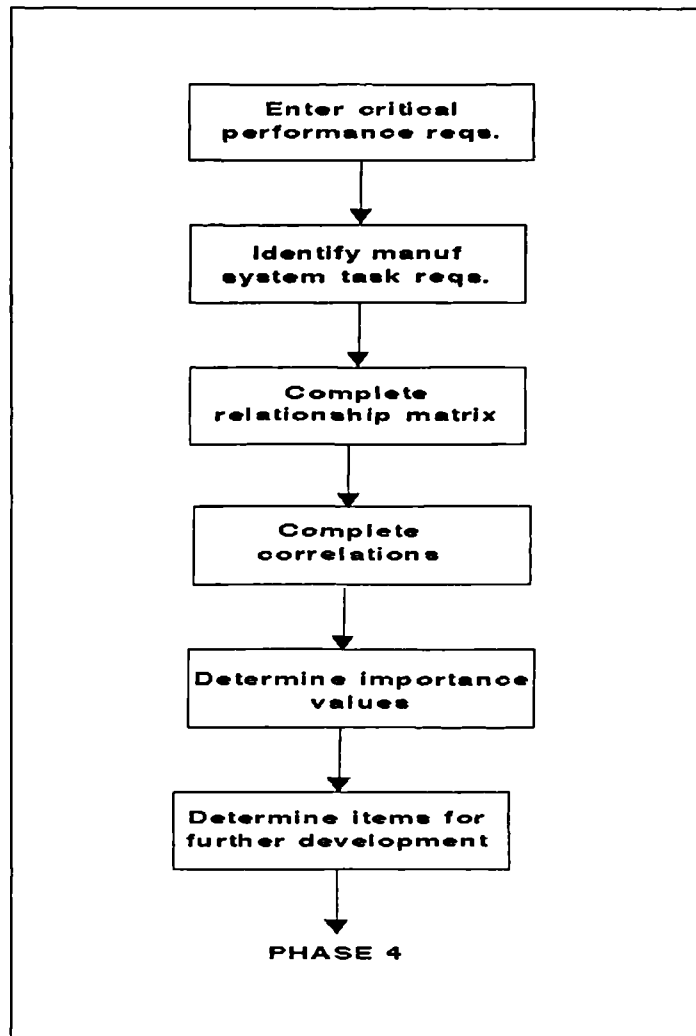 Enter critical
performance reqs.
Identify manuf
system task reqs.
Complete
relationship matrix
Complete
correlations
Determine importance
values
Determine items for
further development
PHASE 4